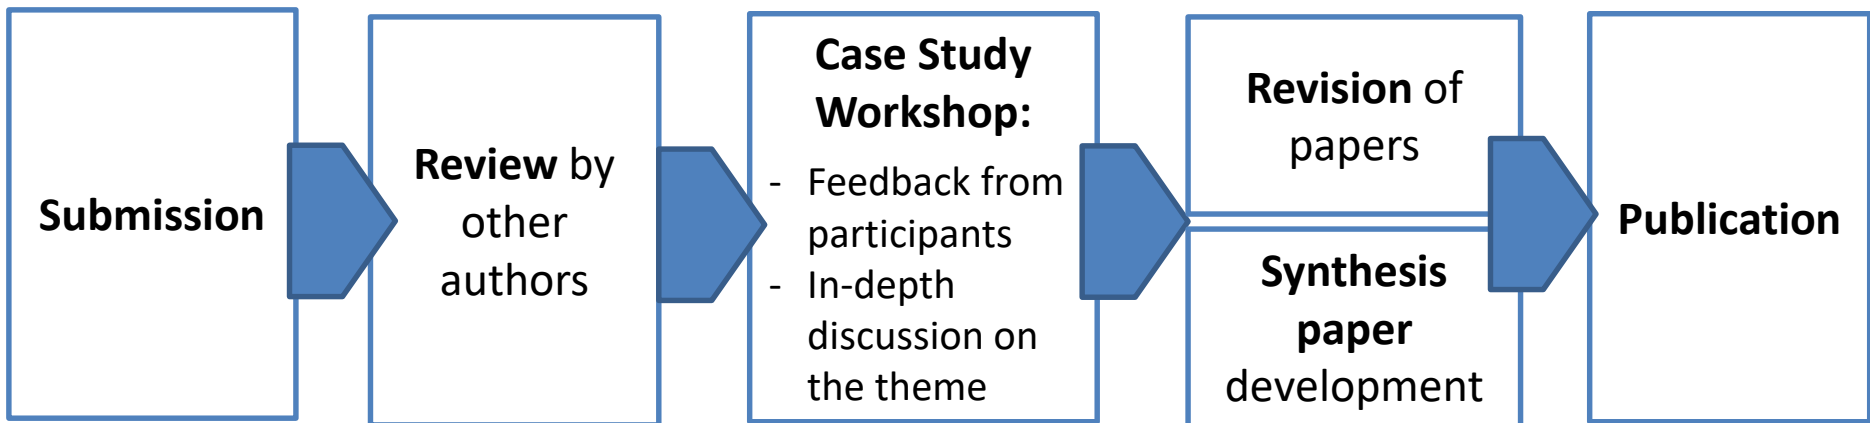 Submission
Review by
other
authors
Case Study
Workshop:
- Feedback from
participants
- In-depth
discussion on
the theme
Revision of
papers
Synthesis
paper
development
Publication